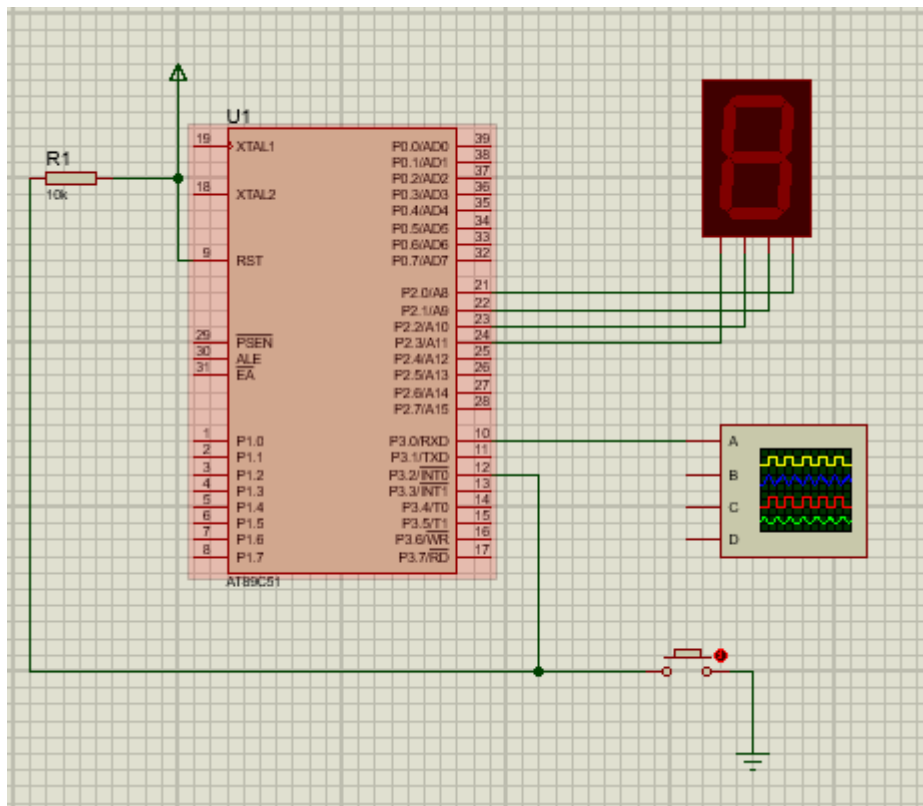 U1
R1
10k
19 XTAL1
18 XTAL2
9 RST
29 PSEN
30 ALE
31 EA
1 P1.0
2 P1.1
3 P1.2
4 P1.3
5 P1.4
6 P1.5
7 P1.6
8 P1.7
P0.0/AD0 39
P0.1/AD1 38
P0.2/AD2 37
P0.3/AD3 36
P0.4/AD4 35
P0.5/AD5 34
P0.6/AD6 33
P0.7/AD7 32
P2.0/A8 21
P2.1/A9 22
P2.2/A10 23
P2.3/A11 24
P2.4/A12 25
P2.5/A13 26
P2.6/A14 27
P2.7/A15 28
P3.0/RXD 10
P3.1/TXD 11
P3.2/INT0 12
P3.3/INT1 13
P3.4/T0 14
P3.5/T1 15
P3.6/WR 16
P3.7/RD 17
AT89C51
A
B
C
D